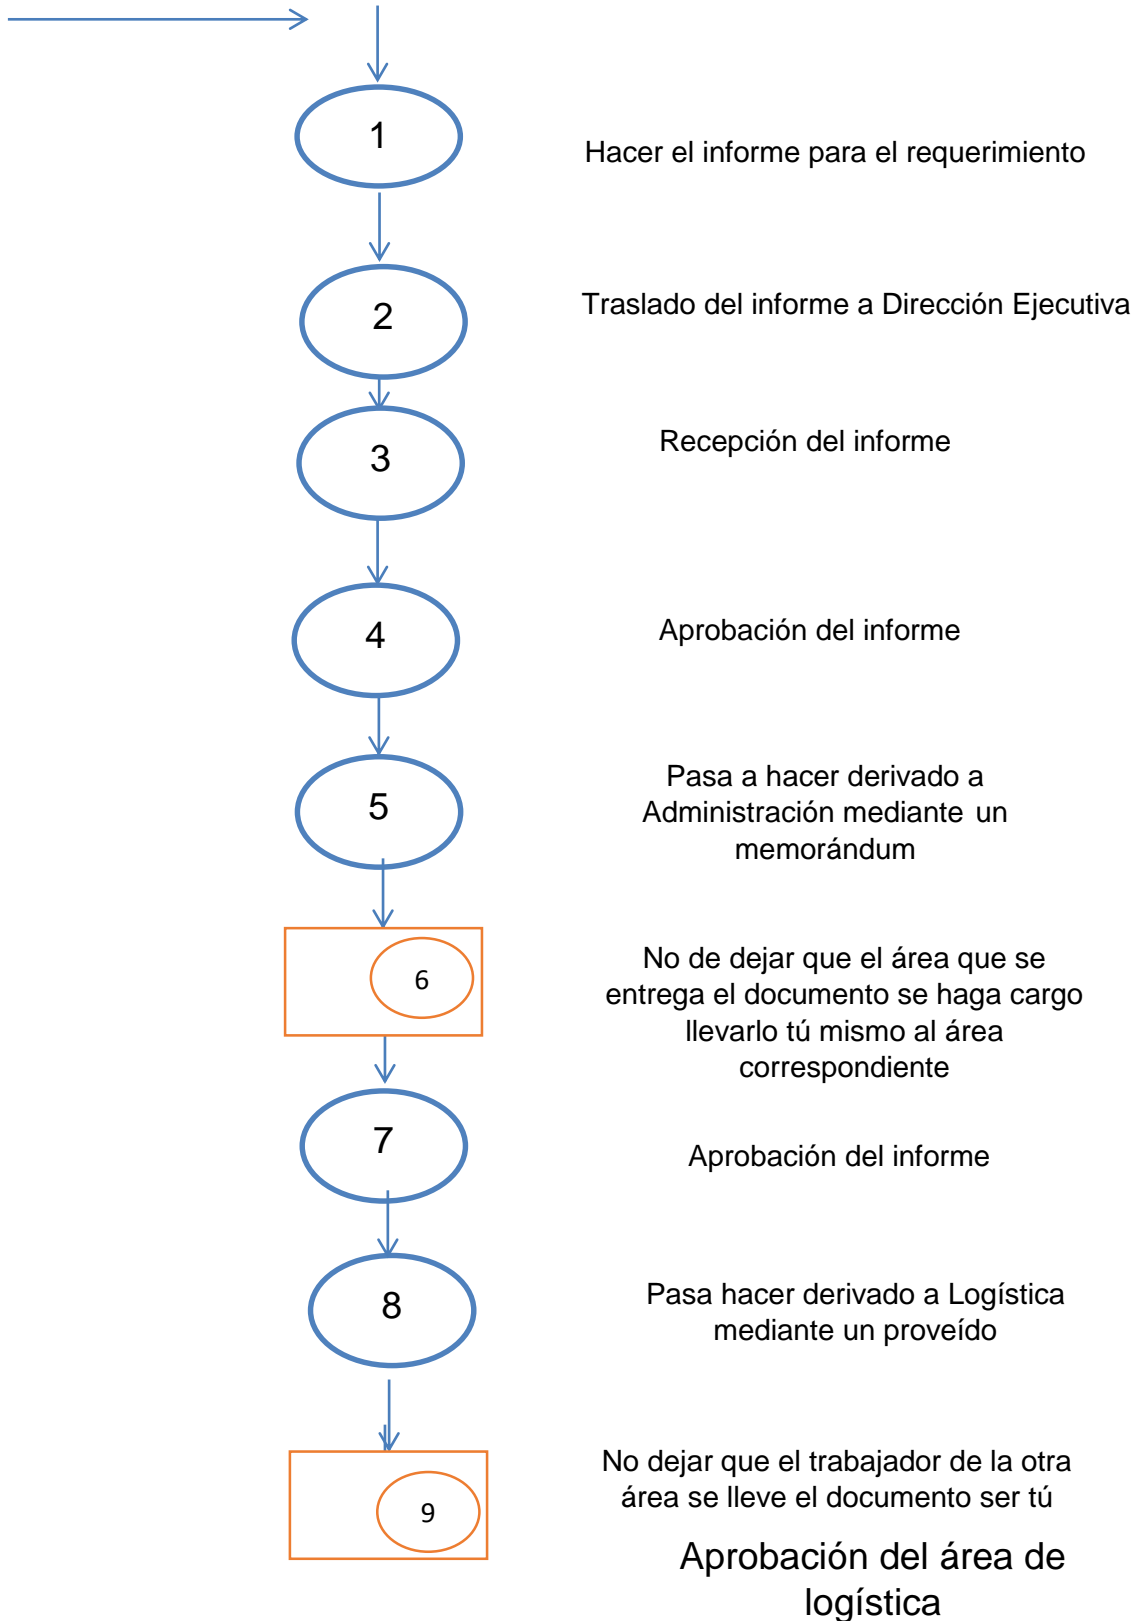 1
Hacer el informe para el requerimiento
2
Traslado del informe a Dirección Ejecutiva
3
Recepción del informe
4
Aprobación del informe
5
Pasa a hacer derivado a
Administración mediante un
memorándum
6
No de dejar que el área que se
entrega el documento se haga cargo
llevarlo tú mismo al área
correspondiente
7
Aprobación del informe
8
Pasa hacer derivado a Logística
mediante un proveído
9
No dejar que el trabajador de la otra
área se lleve el documento ser tú
Aprobación del área de
logística